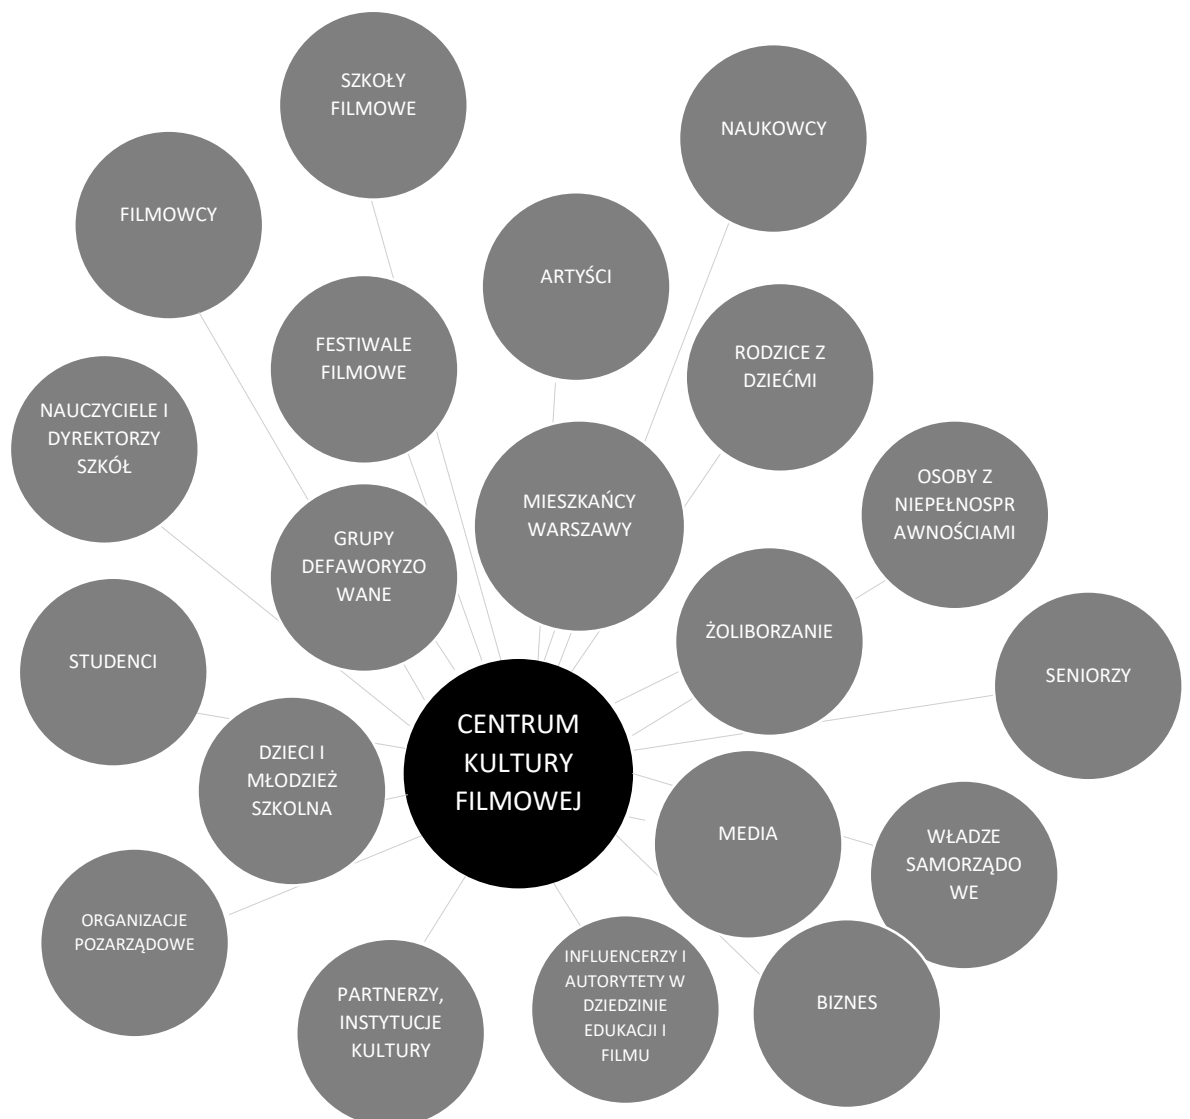 SZKOŁY
FILMOWE
NAUKOWCY
FILMOWCY
ARTYŚCI
FESTIWALE
FILMOWE
RODZICE Z
DZIEĆMI
NAUCZYCIELE I
DYREKTORZY
SZKÓŁ
MIESZKAŃCY
WARSZAWY
OSOBY Z
NIEPEŁNOSPR
AWNOŚCIAMI
GRUPY
DEFAWORYZO
WANE
ŻOLIBORZANIE
STUDENCI
SENIORZY
CENTRUM
KULTURY
FILMOWEJ
DZIECI I
MŁODZIEŻ
SZKOLNA
MEDIA
WŁADZE
SAMORZĄDO
WE
ORGANIZACJE
POZARZĄDOWE
PARTNERZY,
INSTYTUCJE
KULTURY
INFLUENCERZY I
AUTORYTETY W
DZIEDZINIE
EDUKACJI I
FILMU
BIZNES